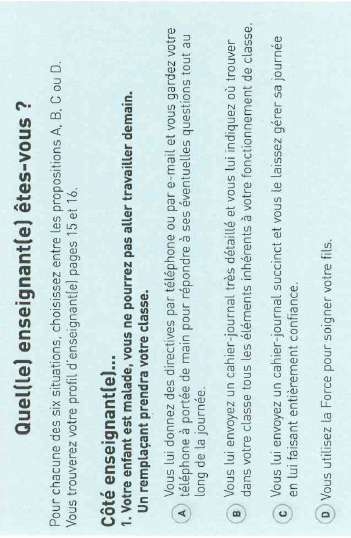 Quel(le) enseignant(e) êtes-vous ?
Pour chacune des six situations, choisissez entre les propositions A, B, C ou D.
Vous trouverez votre profil d'enseignant(e) pages 15 et 16.
Côté enseignant(e)...
1. Votre enfant est malade, vous ne pourrez pas aller travailler demain.
Un remplaçant prendra votre classe.
A Vous lui donnez des directives par téléphone ou par e-mail et vous gardez votre
téléphone à portée de main pour répondre à ses éventuelles questions tout au
long de la journée.
B Vous lui envoyez un cahier-journal très détaillé et vous lui indiquez où trouver
dans votre classe tous les éléments inhérents à votre fonctionnement de classe.
C Vous lui envoyez un cahier-journal succinct et vous le laissez gérer sa journée
en lui faisant entièrement confiance.
D Vous utilisez la Force pour soigner votre fils.